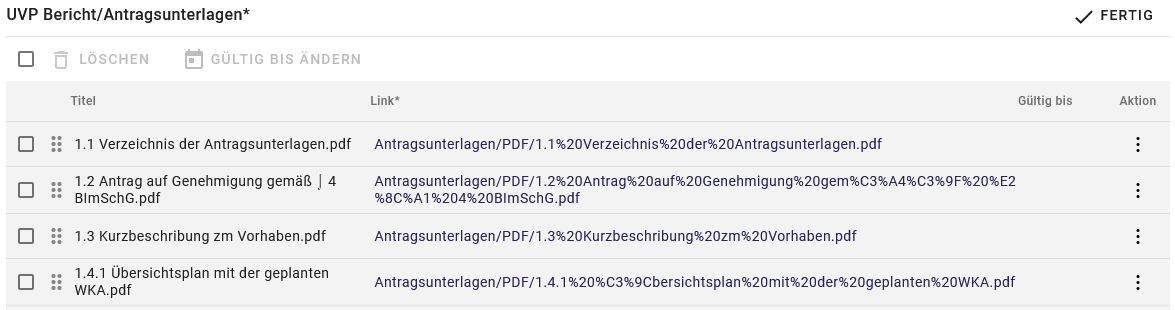 UVP Bericht/Antragsunterlagen*
FERTIG
LÖSCHEN
GÜLTIG BIS ÄNDERN
Titel
Link*
Gültig bis
Aktion
1.1 Verzeichnis der Antragsunterlagen.pdf
Antragsunterlagen/PDF/1.1%20Verzeichnis%20der%20Antragsunterlagen.pdf
1.2 Antrag auf Genehmigung gemäß ⌡ 4
BImSchG.pdf
Antragsunterlagen/PDF/1.2%20Antrag%20auf%20Genehmigung%20gem%C3%A4%C3%9F%20%E2
%8C%A1%204%20BImSchG.pdf
1.3 Kurzbeschribung zm Vorhaben.pdf
Antragsunterlagen/PDF/1.3%20Kurzbeschribung%20zm%20Vorhaben.pdf
1.4.1 Übersichtsplan mit der geplanten
WKA.pdf
Antragsunterlagen/PDF/1.4.1%20%C3%9Cbersichtsplan%20mit%20der%20geplanten%20WKA.pdf